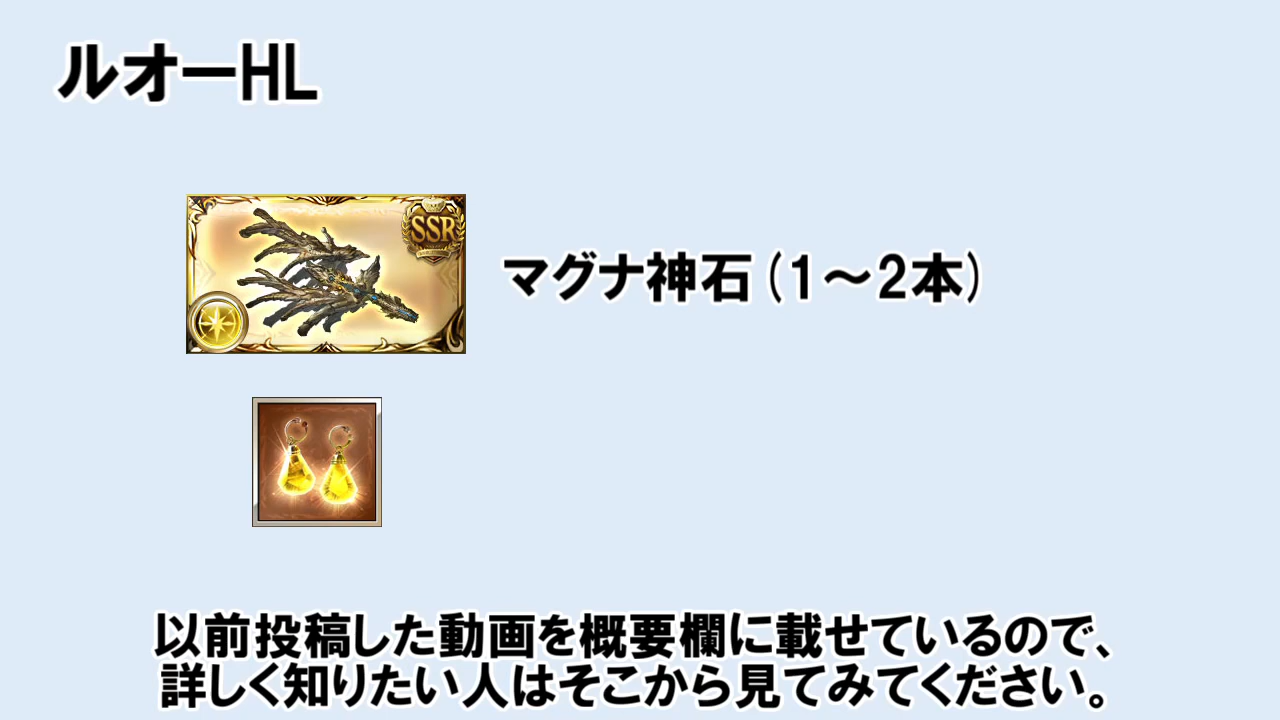 ルオーHL
SSR
マグナ神石(1～2本)
以前投稿した動画を概要欄に載せているので、
詳しく知りたい人はそこから見てみてください。